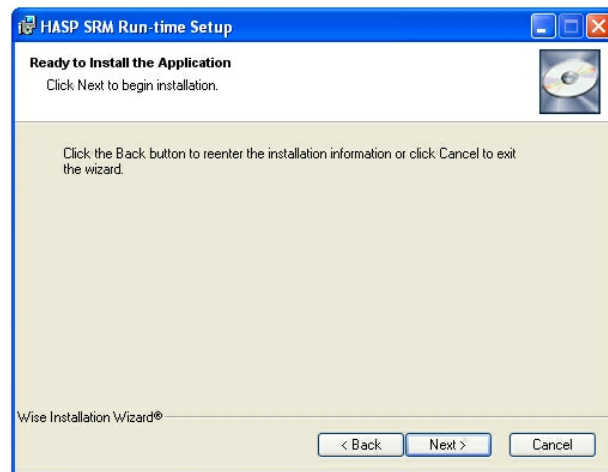 HASP SRM Run-time Setup
Ready to Install the Application
Click Next to begin installation.
Click the Back button to reenter the installation information or click Cancel to exit
the wizard.
Wise Installation Wizard®
< Back
Next >
Cancel